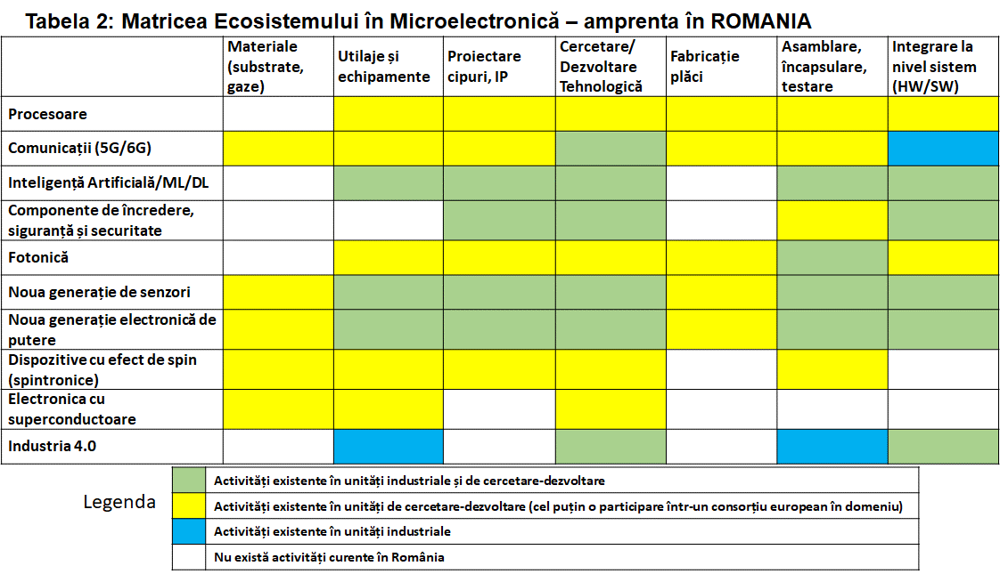 Tabela 2: Matricea Ecosistemului în Microelectronică – amprenta în ROMANIA
Materiale
(substrate,
gaze)
Utilaje și
echipamente
Proiectare
cipuri, IP
Cercetare/
Dezvoltare
Tehnologică
Fabricație
plăci
Asamblare,
încapsulare,
testare
Integrare la
nivel sistem
(HW/SW)
Procesoare
Comunicații (5G/6G)
Inteligență Artificială/ML/DL
Componente de încredere,
siguranță și securitate
Fotonică
Noua generație de senzori
Noua generație electronică de
putere
Dispozitive cu efect de spin
(spintronice)
Electronica cu
superconductoare
Industria 4.0
Legenda
Activități existente în unități industriale și de cercetare-dezvoltare
Activități existente în unități de cercetare-dezvoltare (cel puțin o participare într-un consorțiu european în domeniu)
Activități existente în unități industriale
Nu există activități curente în România